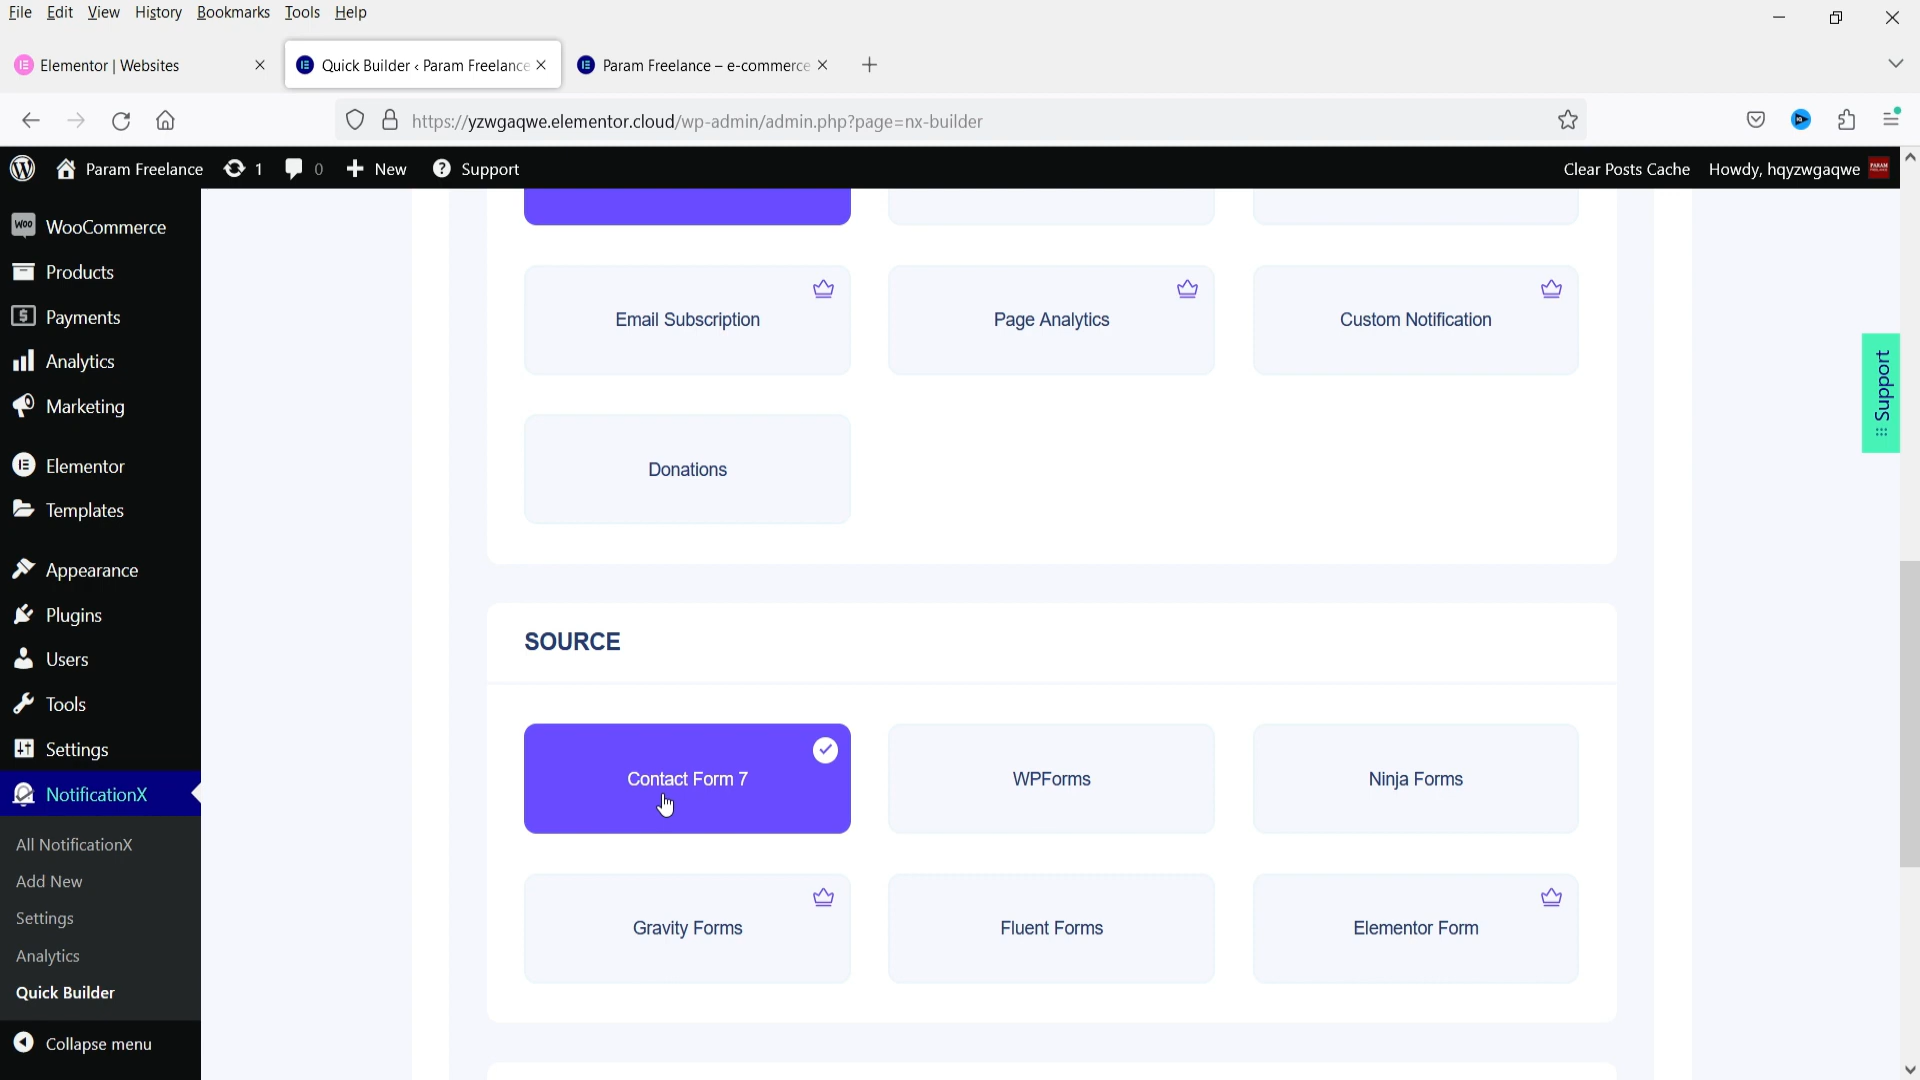 File Edit View History Bookmarks Tools Help
Elementor | Websites
Quick Builder ‹ Param Freelance
Param Freelance – e-commerce
https://yzwgaqwe.elementor.cloud/wp-admin/admin.php?page=nx-builder
Param Freelance 1 0 New Support
Clear Posts Cache Howdy, hqyzwgaqwe
PARAM
WooCommerce
Products
Payments
Analytics
Marketing
Elementor
Templates
Appearance
Plugins
Users
Tools
Settings
NotificationX
All NotificationX
Add New
Settings
Analytics
Quick Builder
Collapse menu
Email Subscription
Page Analytics
Custom Notification
Donations
SOURCE
Contact Form 7
WPForms
Ninja Forms
Gravity Forms
Fluent Forms
Elementor Form
Support